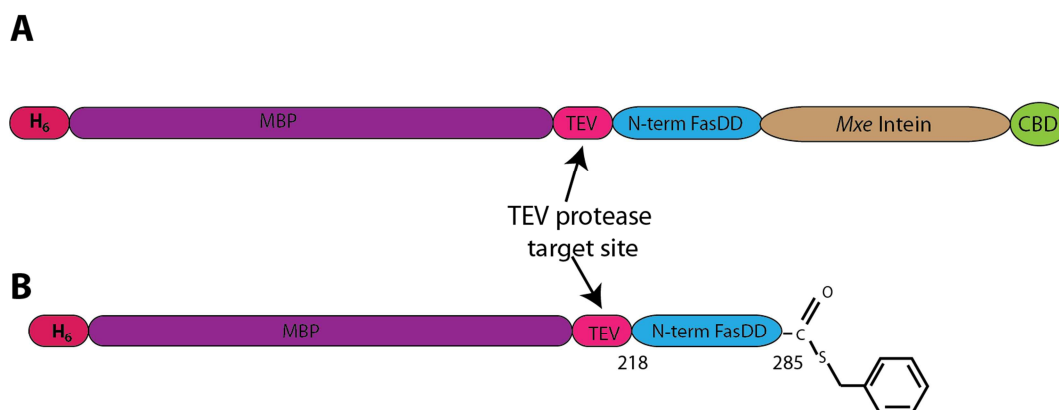 A
H6 MBP TEV N-term FasDD Mxe Intein CBD
TEV protease
target site
B
H6 MBP TEV N-term FasDD C O S
218 285